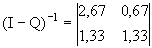 (I – Q)⁻¹ = |2,67 0,67|
|1,33 1,33|